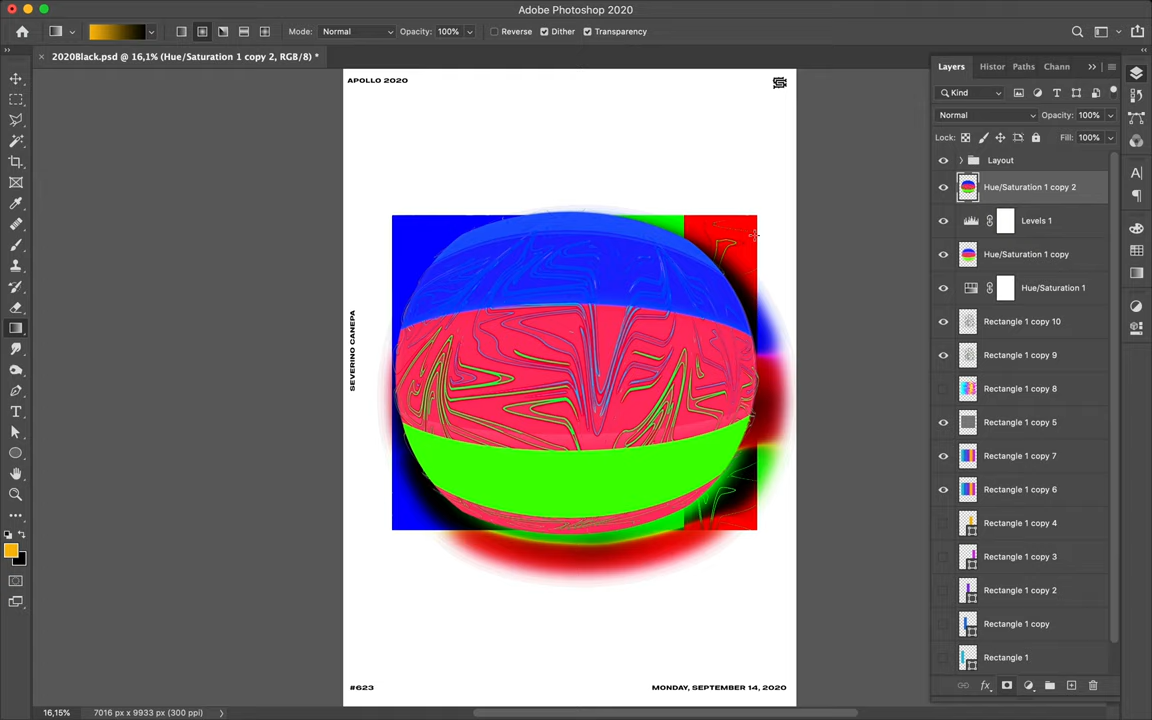 Adobe Photoshop 2020
Mode: Normal Opacity: 100% Reverse Dither Transparency
2020Black.psd @ 16,1% (Hue/Saturation 1 copy 2, RGB/8) *
Layers Histor Paths Chann
Kind
Normal Opacity: 100%
Lock: Fill: 100%
Layout
Hue/Saturation 1 copy 2
Levels 1
Hue/Saturation 1 copy
Hue/Saturation 1
Rectangle 1 copy 10
Rectangle 1 copy 9
Rectangle 1 copy 8
Rectangle 1 copy 5
Rectangle 1 copy 7
Rectangle 1 copy 6
Rectangle 1 copy 4
Rectangle 1 copy 3
Rectangle 1 copy 2
Rectangle 1 copy
Rectangle 1
APOLLO 2020
SEVERINO CANEPA
#623 MONDAY, SEPTEMBER 14, 2020
16,15% 7016 px x 9933 px (300 ppi)